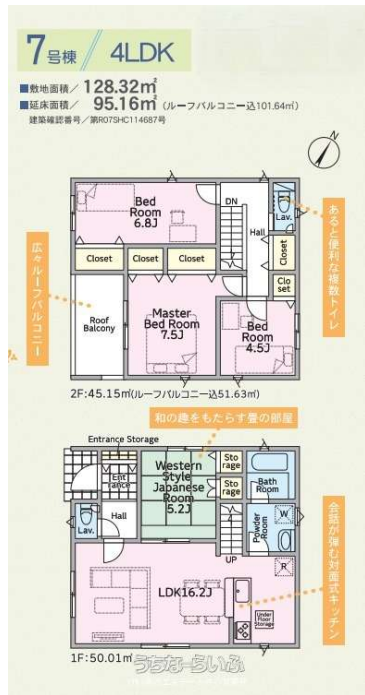 7号棟 / 4LDK
■敷地面積／128.32㎡
■延床面積／95.16㎡(ルーフバルコニー込101.64㎡)
建築確認番号／第R07SHC114687号
N
Bed Room 6.8J
DN
Lav.
Hall
あると便利な複数トイレ
Closet
Closet
Closet
Closet
Closet
広々ルーフバルコニー
Roof Balcony
Master Bed Room 7.5J
Bed Room 4.5J
2F:45.15㎡(ルーフバルコニー込51.63㎡)
和の趣をもたらす畳の部屋
Entrance Storage
Entrance
Western Style Japanese Room 5.2J
Storage
Storage
Bath Room
Hall
Lav.
Powder Room
W
UP
会話が弾む対面式キッチン
LDK16.2J
R
Under Floor Storage
1F:50.01㎡
うちなーらいふ